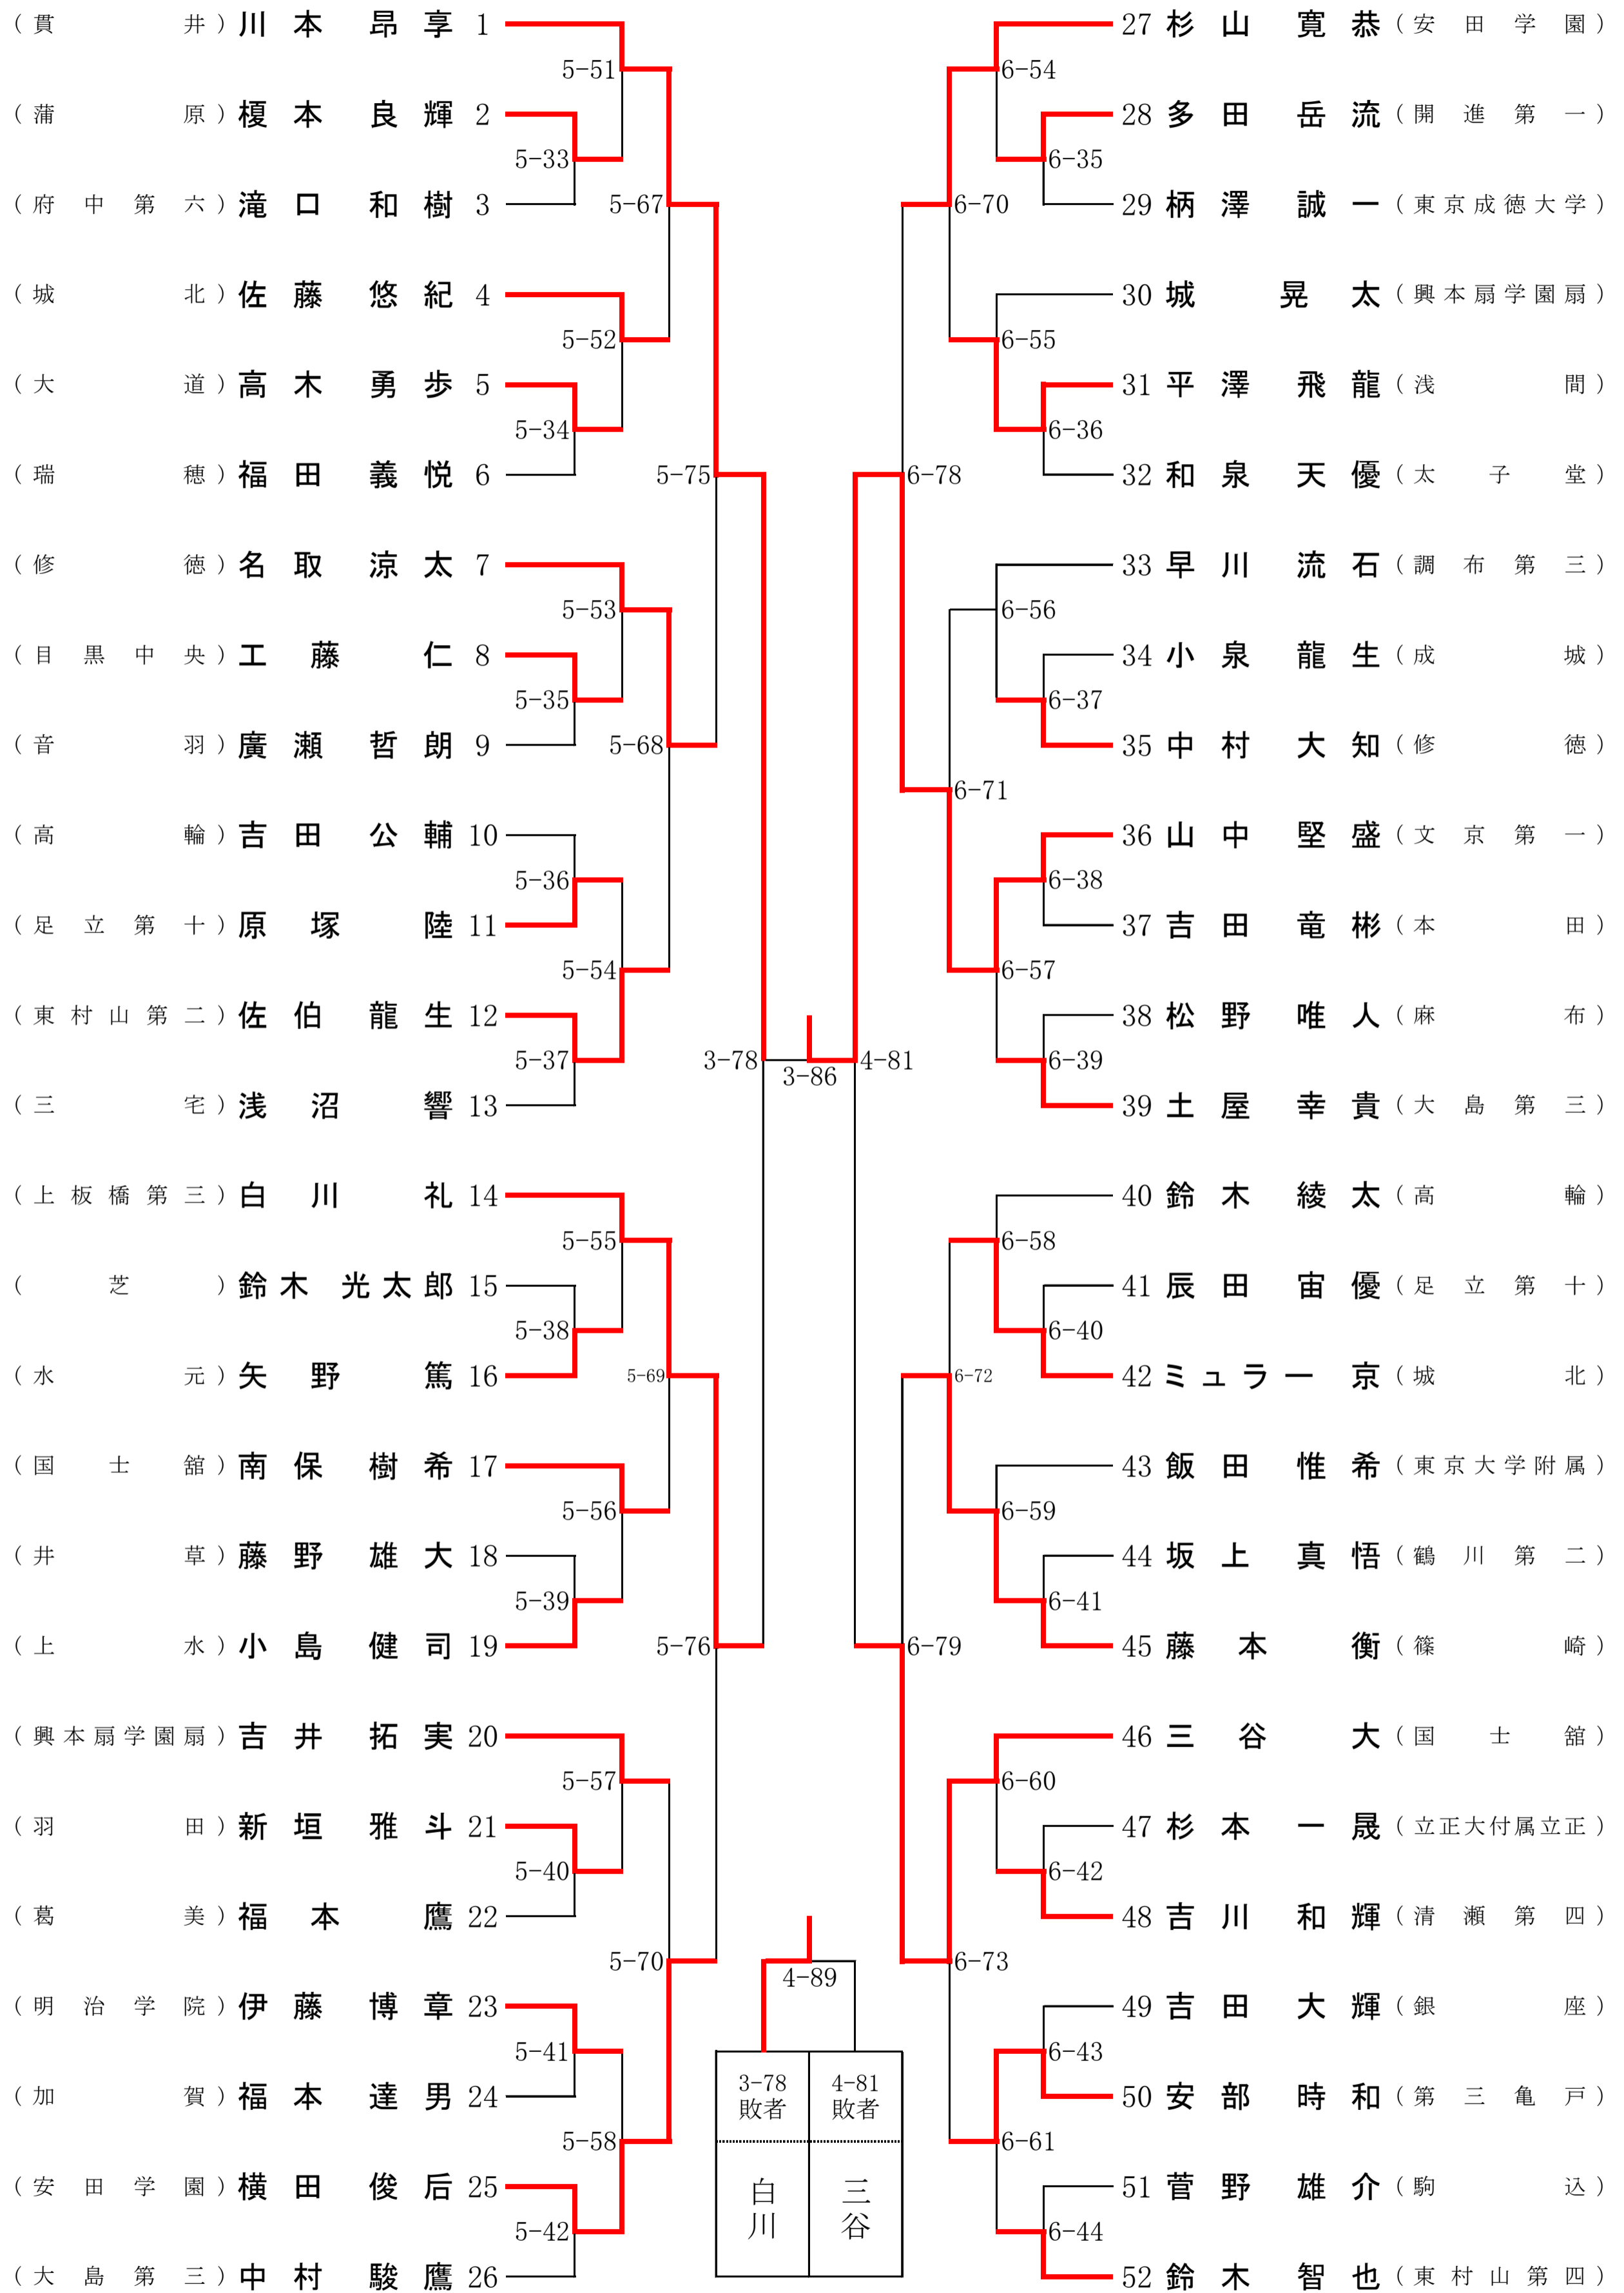 (貫井) 川本 昂享 1
5-51
(蒲原) 榎本 良輝 2
5-33
(府中第六) 滝口 和樹 3
5-67
(城北) 佐藤 悠紀 4
5-52
(大道) 高木 勇歩 5
5-34
(瑞穂) 福田 義悦 6
5-75
(修徳) 名取 涼太 7
5-53
(目黒中央) 工藤 仁 8
5-35
(音羽) 廣瀬 哲朗 9
5-68
(高輪) 吉田 公輔 10
5-36
(足立第十) 原塚 陸 11
5-54
(東村山第二) 佐伯 龍生 12
5-37
3-78
(三宅) 浅沼 響 13
(上板橋第三) 白川 礼 14
5-55
(芝) 鈴木 光太郎 15
5-38
(水元) 矢野 篤 16
5-69
(国士舘) 南保 樹希 17
5-56
(井草) 藤野 雄大 18
5-39
(上水) 小島 健司 19
5-76
(興本扇学園扇) 吉井 拓実 20
5-57
(羽田) 新垣 雅斗 21
5-40
(葛美) 福本 鷹 22
5-70
(明治学院) 伊藤 博章 23
5-41
(加賀) 福本 達男 24
5-58
(安田学園) 横田 俊后 25
5-42
(大島第三) 中村 駿鷹 26
3-86
4-89
3-78
敗者
4-81
敗者
白川
三谷
27 杉山 寛恭 (安田学園)
6-54
28 多田 岳流 (開進第一)
6-35
29 柄澤 誠一 (東京成徳大学)
6-70
30 城 晃太 (興本扇学園扇)
6-55
31 平澤 飛龍 (浅間)
6-36
32 和泉 天優 (太子堂)
6-78
33 早川 流石 (調布第三)
6-56
34 小泉 龍生 (成城)
6-37
35 中村 大知 (修徳)
6-71
36 山中 堅盛 (文京第一)
6-38
37 吉田 竜彬 (本田)
6-57
38 松野 唯人 (麻布)
6-39
4-81
39 土屋 幸貴 (大島第三)
40 鈴木 綾太 (高輪)
6-58
41 辰田 宙優 (足立第十)
6-40
42 ミュラー 京 (城北)
6-72
43 飯田 惟希 (東京大学附属)
6-59
44 坂上 真悟 (鶴川第二)
6-41
45 藤本 衡 (篠崎)
6-79
46 三谷 大 (国士舘)
6-60
47 杉本 一晟 (立正大付属立正)
6-42
48 吉川 和輝 (清瀬第四)
6-73
49 吉田 大輝 (銀座)
6-43
50 安部 時和 (第三亀戸)
6-61
51 菅野 雄介 (駒込)
6-44
52 鈴木 智也 (東村山第四)